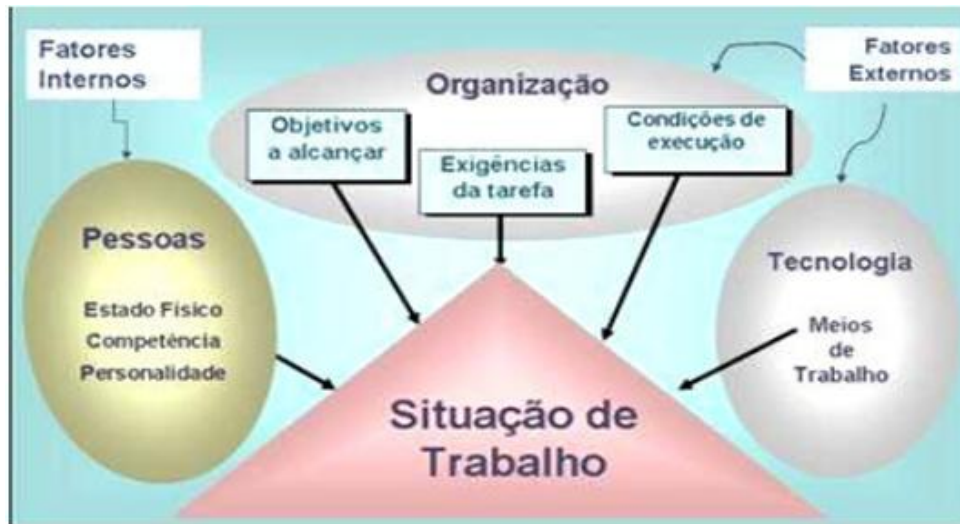 Fatores
Internos
Fatores
Externos
Organização
Objetivos
a alcançar
Exigências
da tarefa
Condições de
execução
Pessoas
Estado Físico
Competência
Personalidade
Tecnologia
Meios
de
Trabalho
Situação de
Trabalho